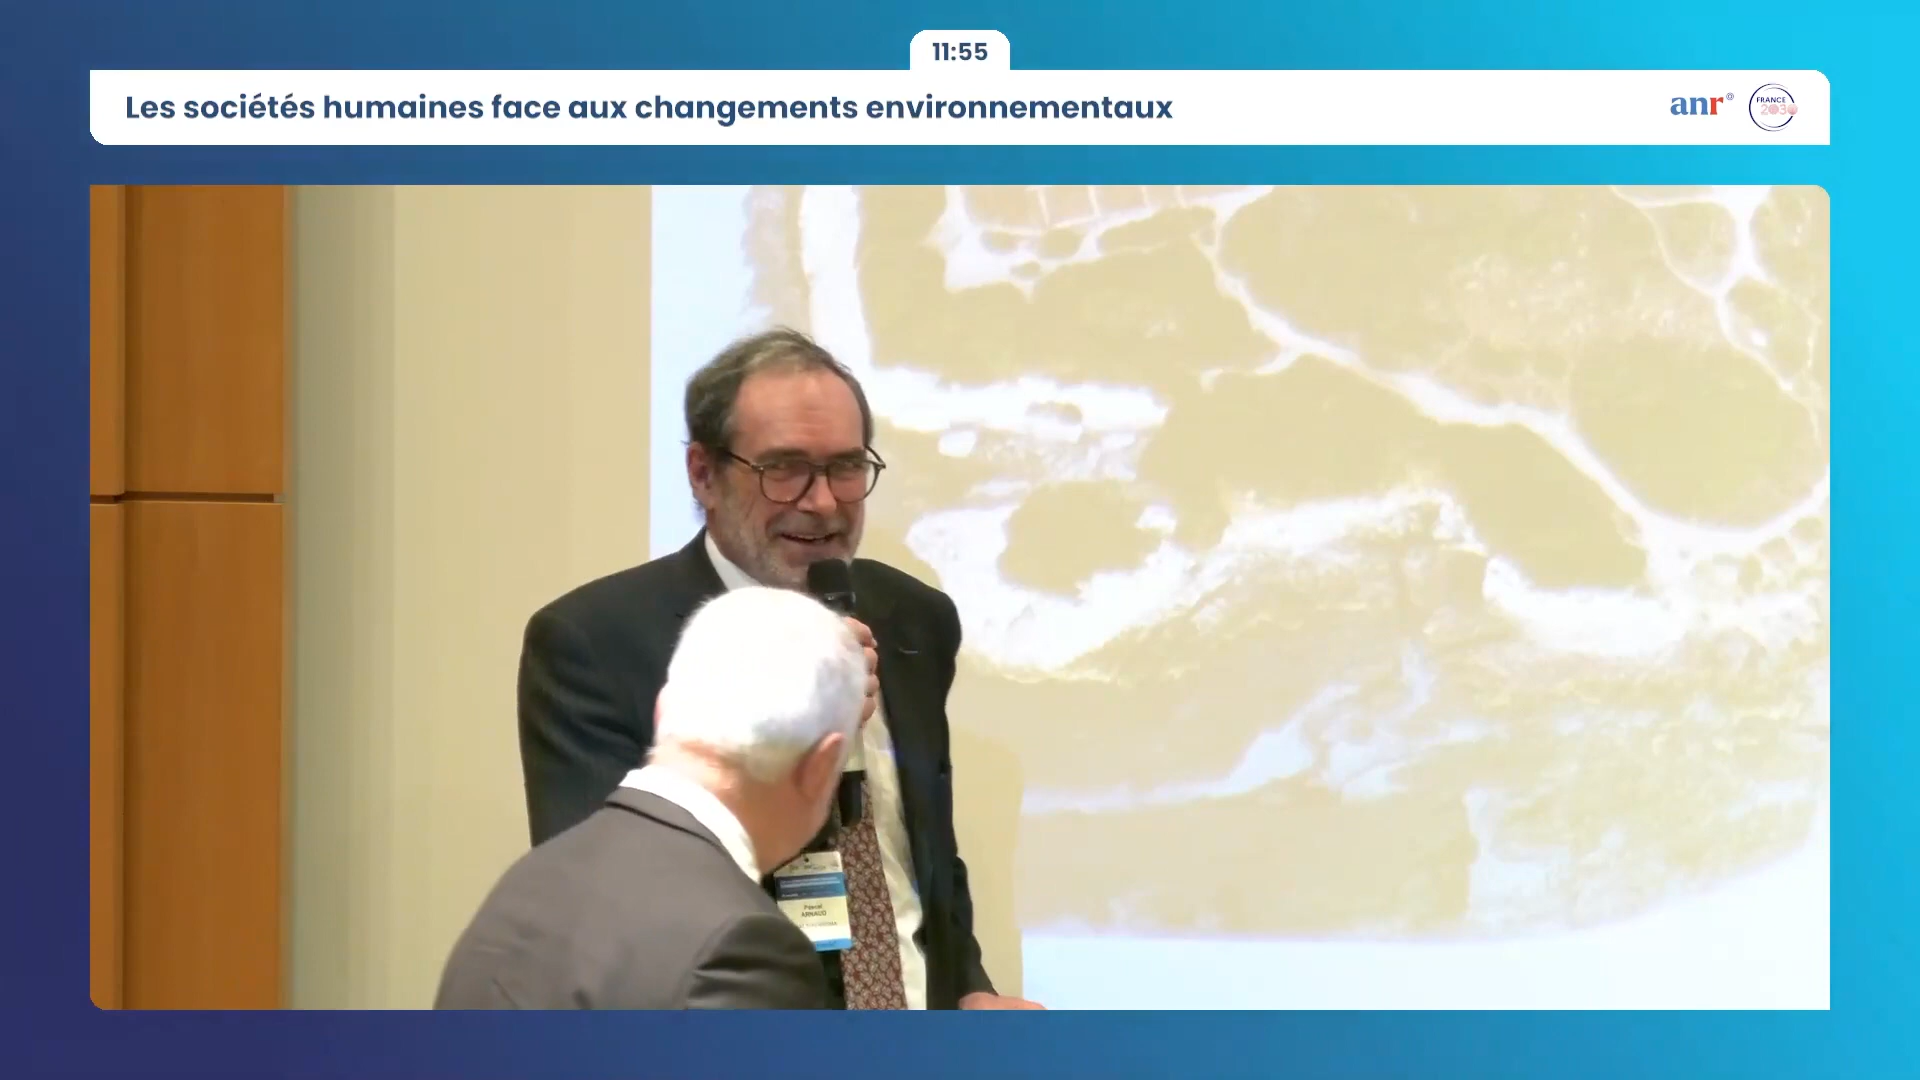 11:55
Les sociétés humaines face aux changements environnementaux
anr
FRANCE
2030
Pascal
ARNAUD